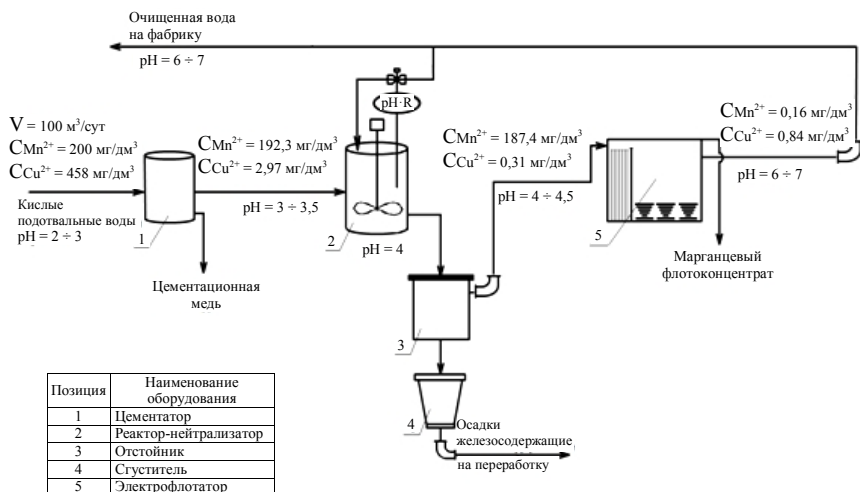 Очищенная вода
на фабрику
pH = 6 ÷ 7
pH·R
V = 100 м³/сут
CMn²⁺ = 200 мг/дм³
CCu²⁺ = 458 мг/дм³
Кислые
подотвальные воды
pH = 2 ÷ 3
1
Цементационная
медь
CMn²⁺ = 192,3 мг/дм³
CCu²⁺ = 2,97 мг/дм³
pH = 3 ÷ 3,5
2
pH = 4
CMn²⁺ = 187,4 мг/дм³
CCu²⁺ = 0,31 мг/дм³
pH = 4 ÷ 4,5
CMn²⁺ = 0,16 мг/дм³
CCu²⁺ = 0,84 мг/дм³
pH = 6 ÷ 7
5
Марганцевый
флотоконцентрат
3
4
Осадки
железосодержащие
на переработку
Позиция Наименование
оборудования
1 Цементатор
2 Реактор-нейтрализатор
3 Отстойник
4 Сгуститель
5 Электрофлотатор